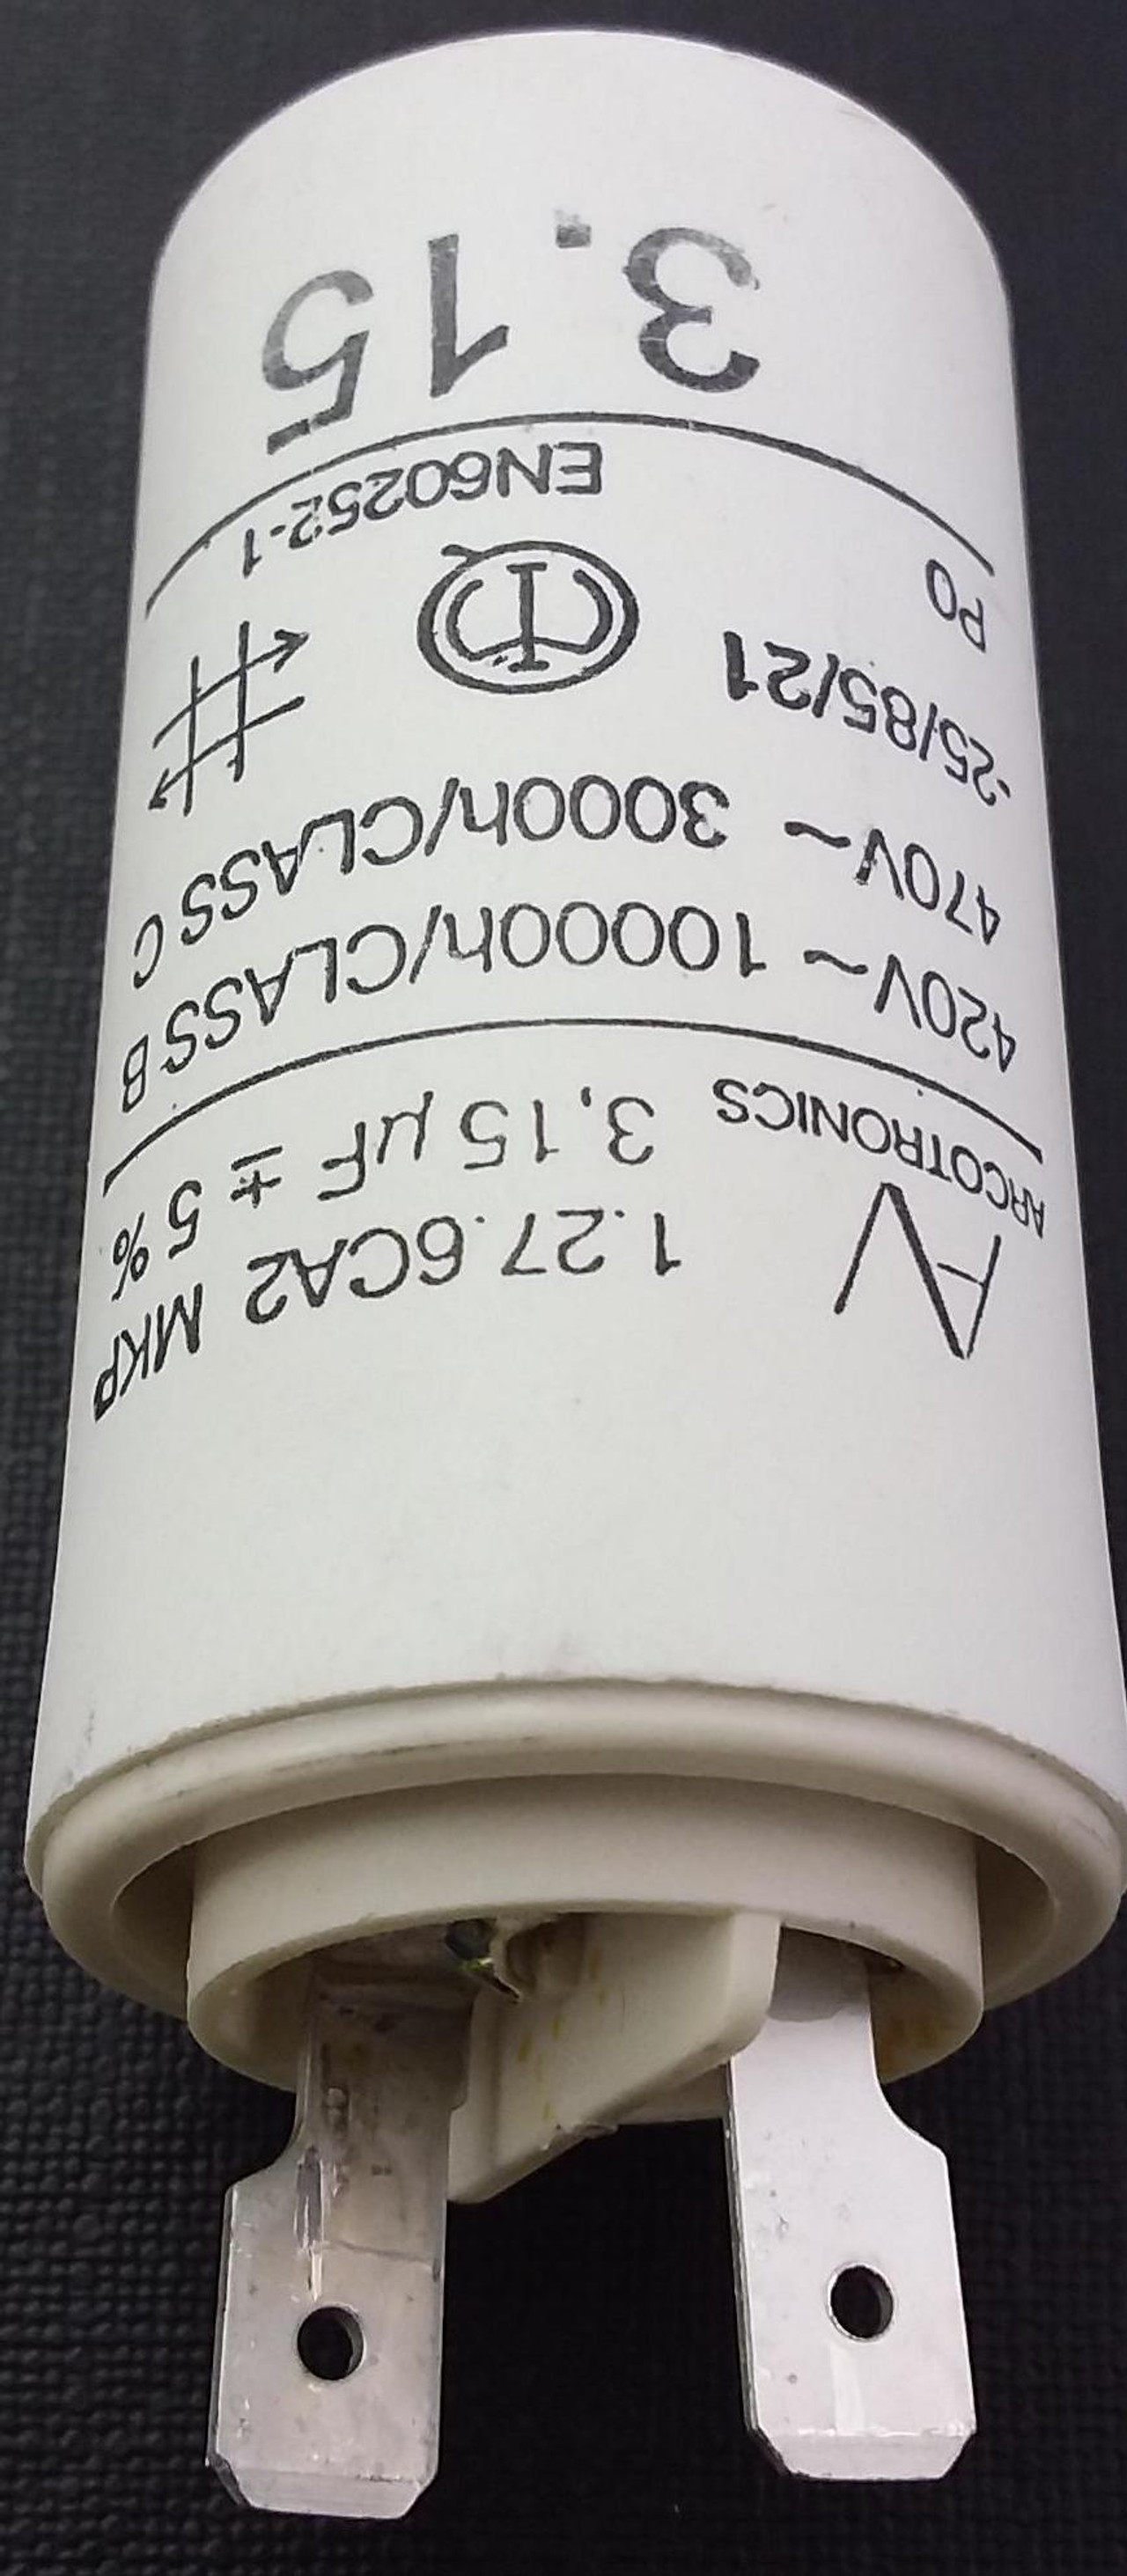 1.27.6CA2 MKP
ARCOTRONICS 3,15 µF ± 5%
420V~ 10000h/CLASS B
470V~ 3000h/CLASS C
-25/85/21
P0
EN60252-1
3.15